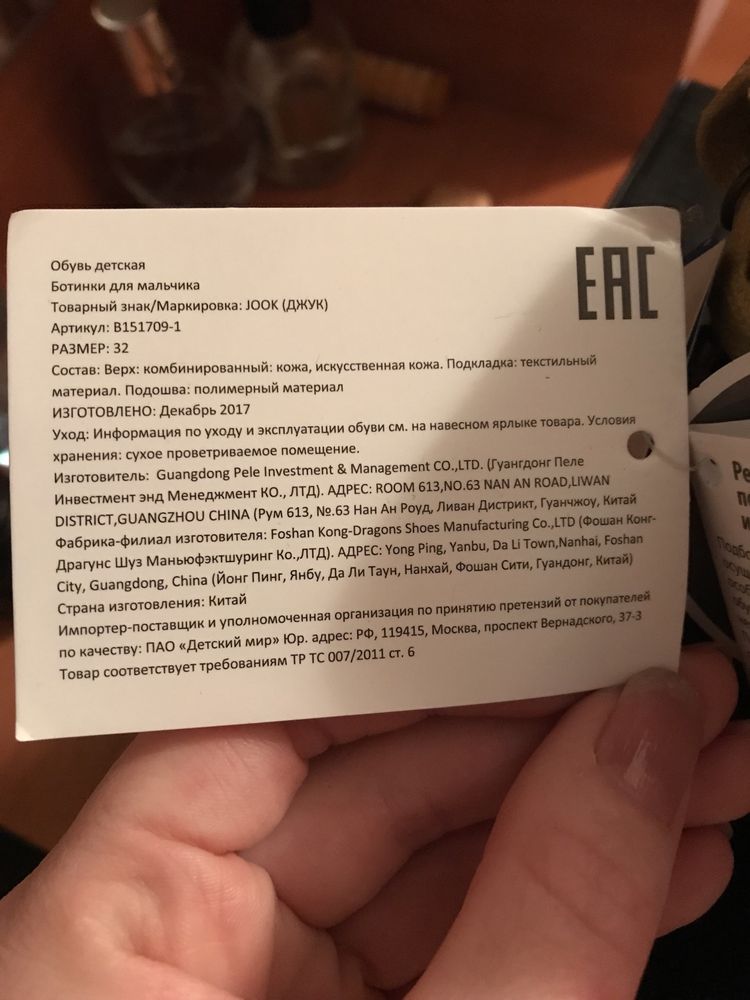 EAC
Обувь детская
Ботинки для мальчика
Товарный знак/Маркировка: JOOK (ДЖУК)
Артикул: B151709-1
РАЗМЕР: 32
Состав: Верх: комбинированный: кожа, искусственная кожа. Подкладка: текстильный
материал. Подошва: полимерный материал
ИЗГОТОВЛЕНО: Декабрь 2017
Уход: Информация по уходу и эксплуатации обуви см. на навесном ярлыке товара. Условия
хранения: сухое проветриваемое помещение.
Изготовитель: Guangdong Pele Investment & Management CO.,LTD. (Гуангдонг Пеле
Инвестмент энд Менеджмент КО., ЛТД). АДРЕС: ROOM 613,NO.63 NAN AN ROAD,LIWAN
DISTRICT,GUANGZHOU CHINA (Рум 613, №.63 Нан Ан Роуд, Ливан Дистрикт, Гуанчжоу, Китай
Фабрика-филиал изготовителя: Foshan Kong-Dragons Shoes Manufacturing Co.,LTD (Фошан Конг-
Драгунс Шуз Маньюфэктшуринг Ко.,ЛТД). АДРЕС: Yong Ping, Yanbu, Da Li Town,Nanhai, Foshan
City, Guangdong, China (Йонг Пинг, Янбу, Да Ли Таун, Нанхай, Фошан Сити, Гуандонг, Китай)
Страна изготовления: Китай
Импортер-поставщик и уполномоченная организация по принятию претензий от покупателей
по качеству: ПАО «Детский мир» Юр. адрес: РФ, 119415, Москва, проспект Вернадского, 37-3
Товар соответствует требованиям ТР ТС 007/2011 ст. 6